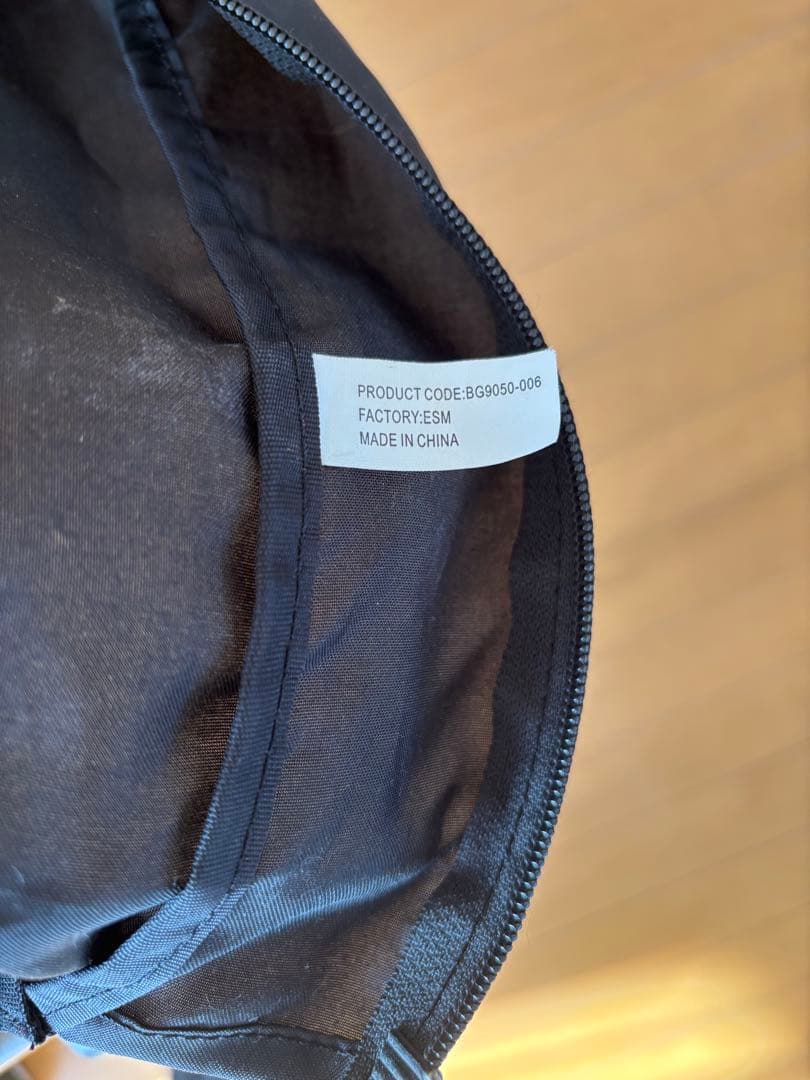 PRODUCT CODE:BG9050-006
FACTORY:ESM
MADE IN CHINA